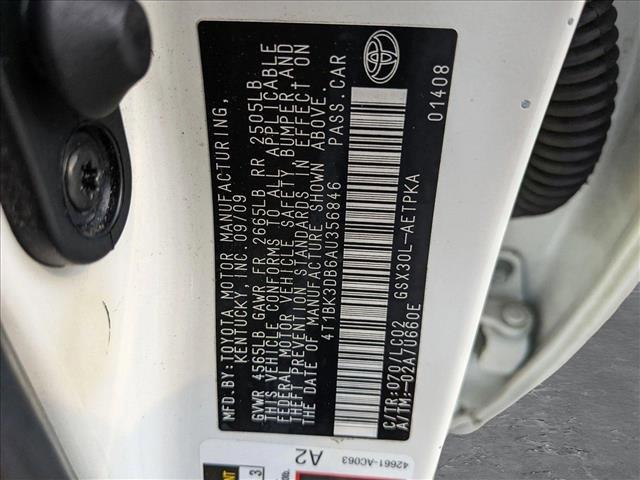 MFD. BY: TOYOTA MOTOR MANUFACTURING,
KENTUCKY, INC. 09/09
GVWR 4565LB GAWR FR 2665LB RR 2505LB
THIS VEHICLE CONFORMS TO ALL APPLICABLE
FEDERAL MOTOR VEHICLE SAFETY, BUMPER AND
THEFT PREVENTION STANDARDS IN EFFECT ON
THE DATE OF MANUFACTURE SHOWN ABOVE.
4T1BK3DB6AU356846 PASS. CAR
C/TR: 070/LC02 GSX30L-AETPKA
A/TM: -02A/U660E
01408
A2
42661-AC063
3